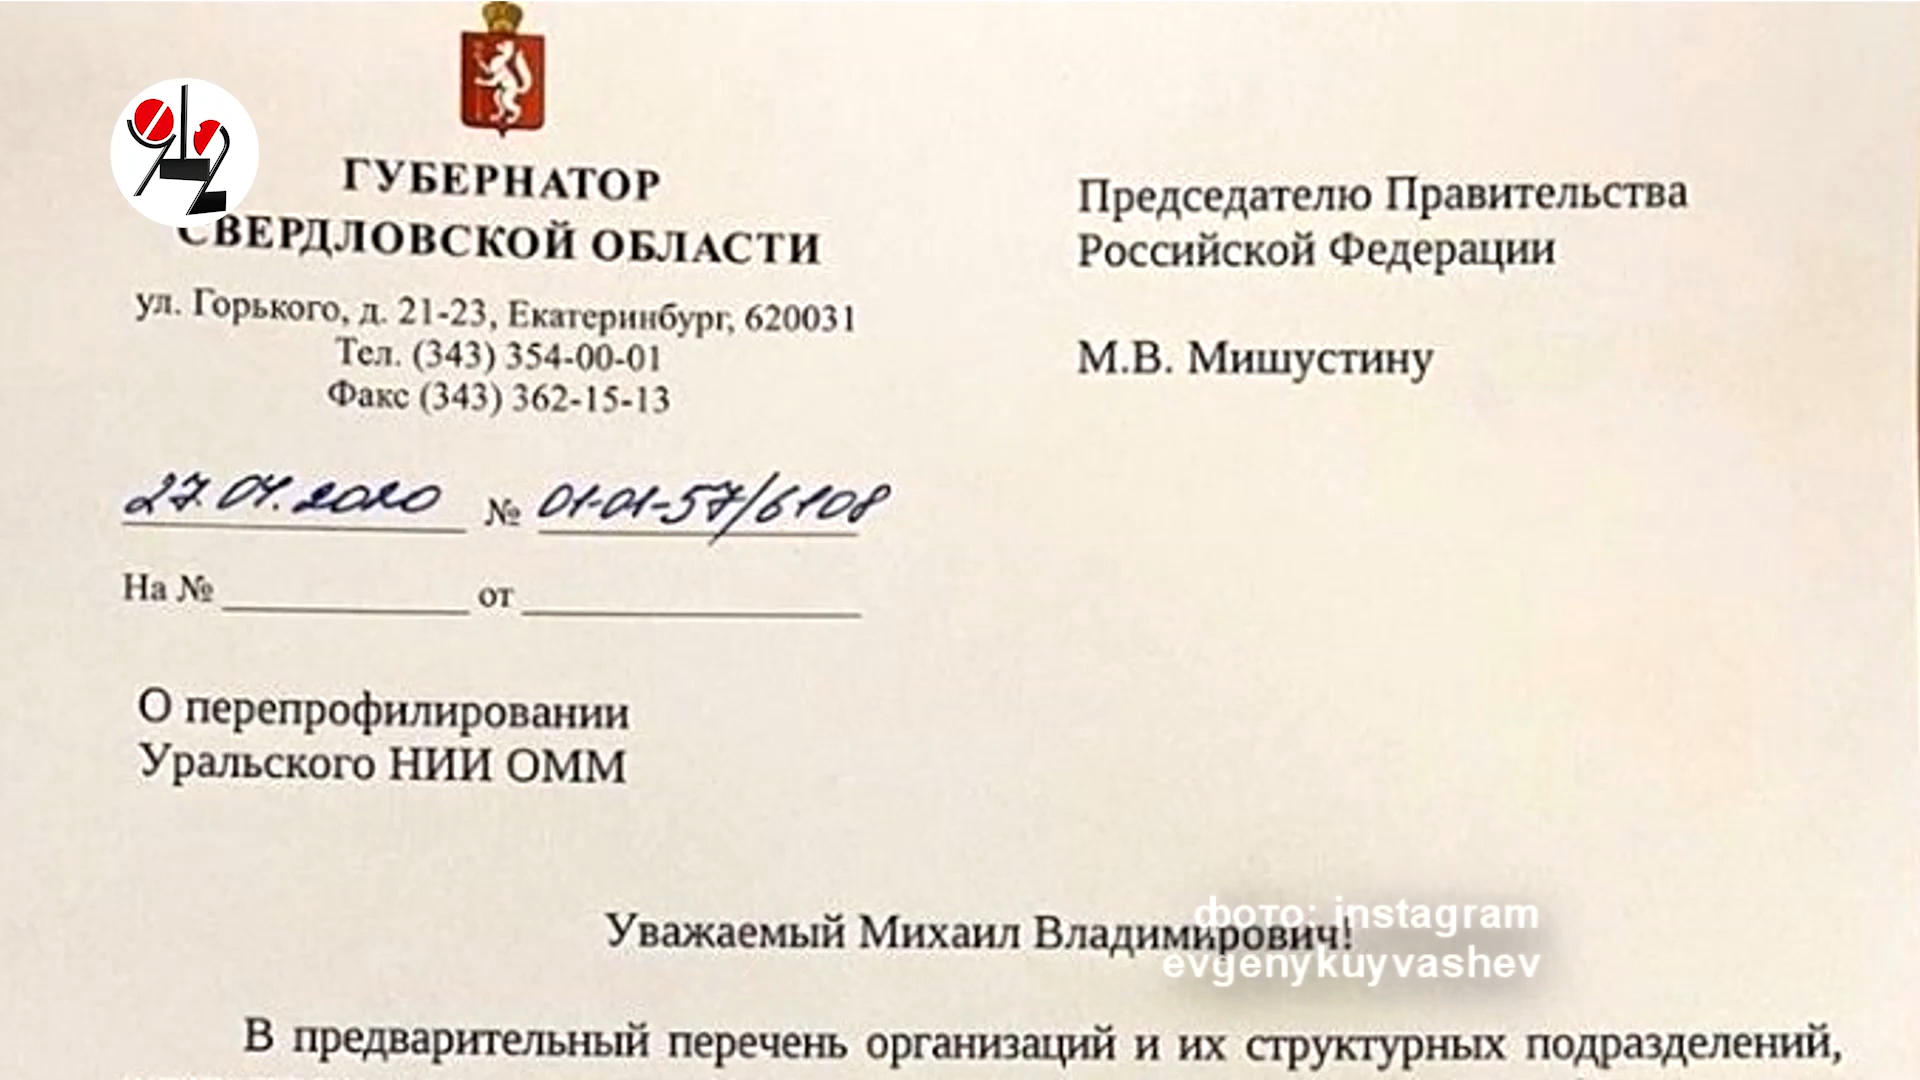 ГУБЕРНАТОР
СВЕРДЛОВСКОЙ ОБЛАСТИ
ул. Горького, д. 21-23, Екатеринбург, 620031
Тел. (343) 354-00-01
Факс (343) 362-15-13
27.04.2020 № 01-01-57/6108
На № от
О перепрофилировании
Уральского НИИ ОММ
Председателю Правительства
Российской Федерации
М.В. Мишустину
Уважаемый Михаил Владимирович!
фото: instagram
evgenykuyvashev
В предварительный перечень организаций и их структурных подразделений,